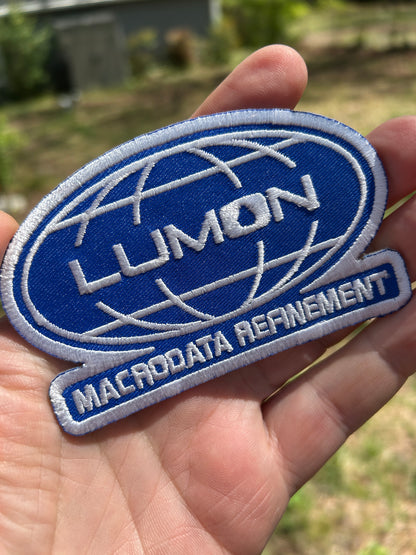 LUMON
MACRODATA REFINEMENT